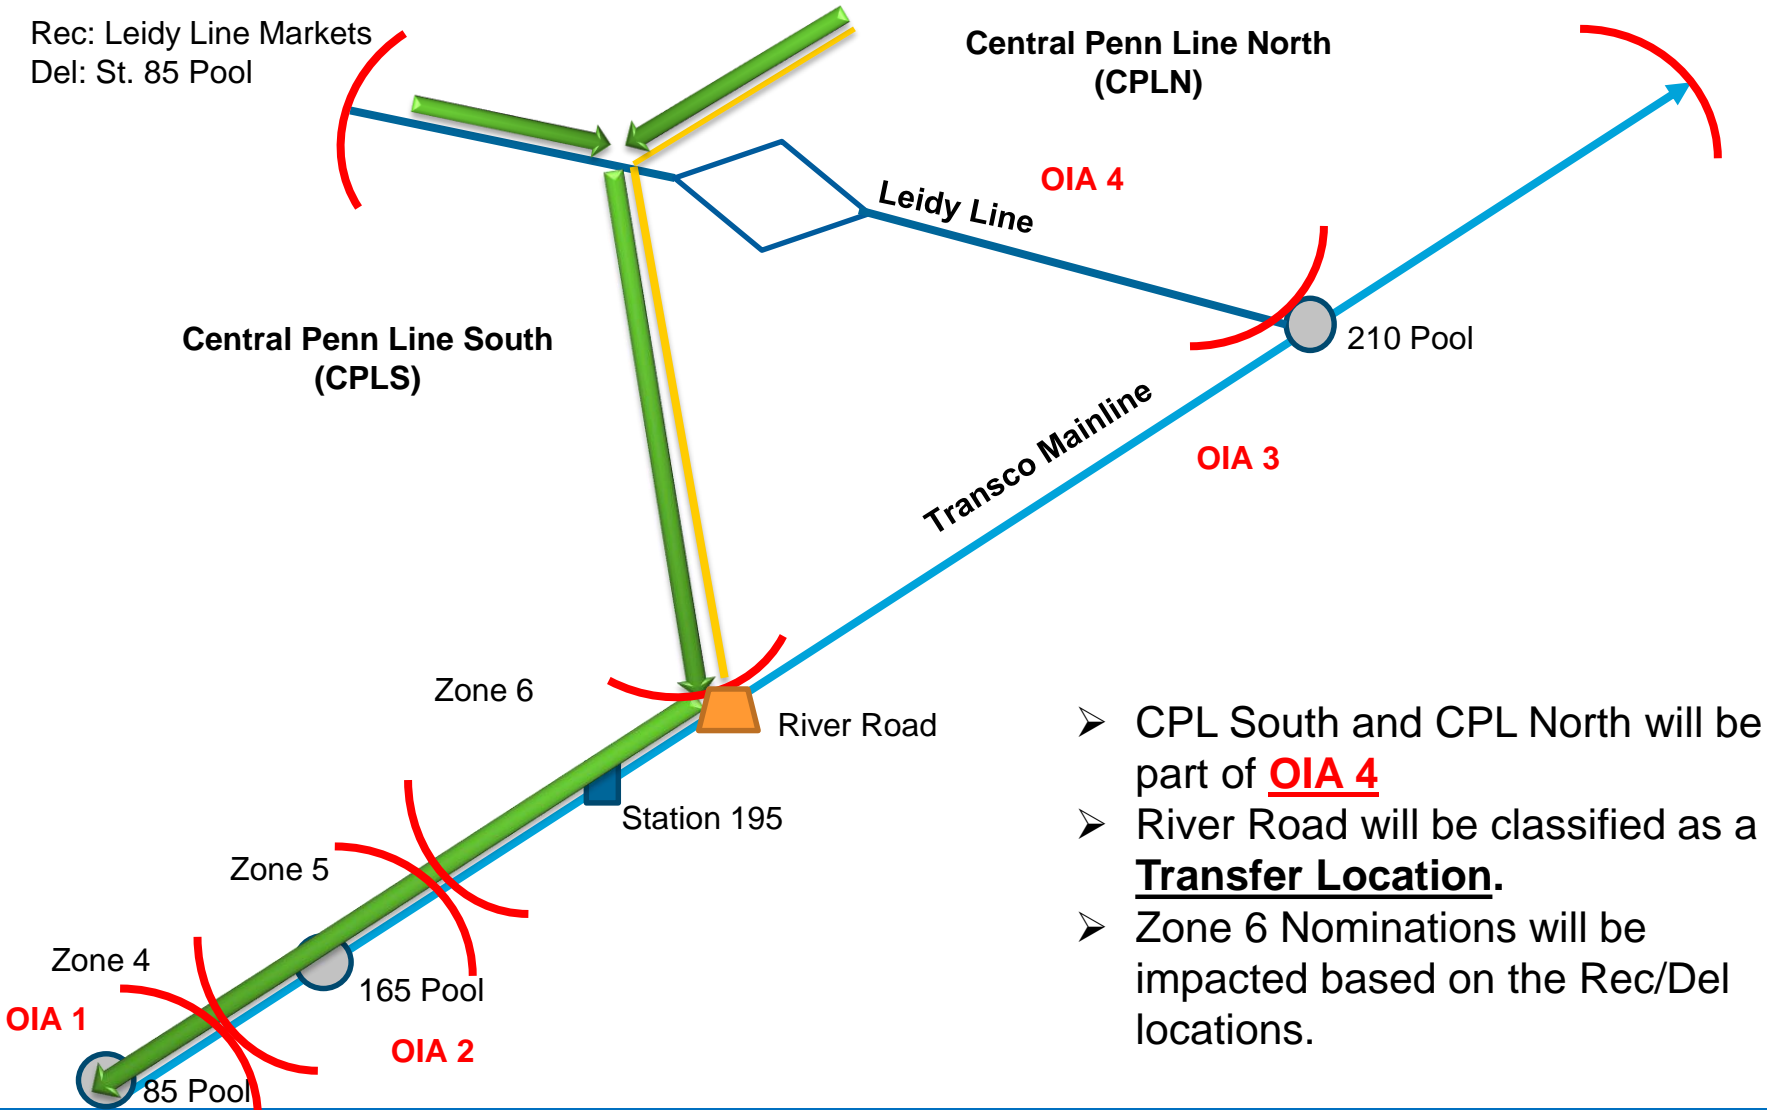 Rec: Leidy Line Markets
Del: St. 85 Pool
Central Penn Line North
(CPLN)
OIA 4
Leidy Line
Central Penn Line South
(CPLS)
210 Pool
Transco Mainline
OIA 3
Zone 6
River Road
Station 195
Zone 5
Zone 4
165 Pool
OIA 1
OIA 2
85 Pool
➢ CPL South and CPL North will be
part of OIA 4
➢ River Road will be classified as a
Transfer Location.
➢ Zone 6 Nominations will be
impacted based on the Rec/Del
locations.